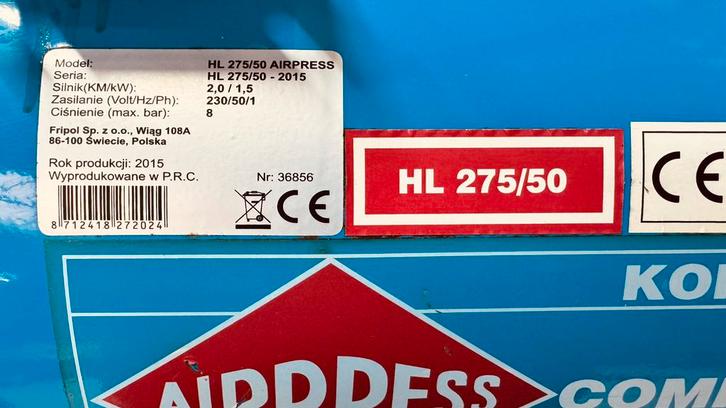 Model: HL 275/50 AIRPRESS
Seria: HL 275/50 - 2015
Silnik(KM/kW): 2,0 / 1,5
Zasilanie (Volt/Hz/Ph): 230/50/1
Ciśnienie (max. bar): 8
Fripol Sp. z o.o., Wiąg 108A
86-100 Świecie, Polska
Rok produkcji: 2015
Wyprodukowane w P.R.C.
Nr: 36856
8 712418 272024
CE
HL 275/50
CE